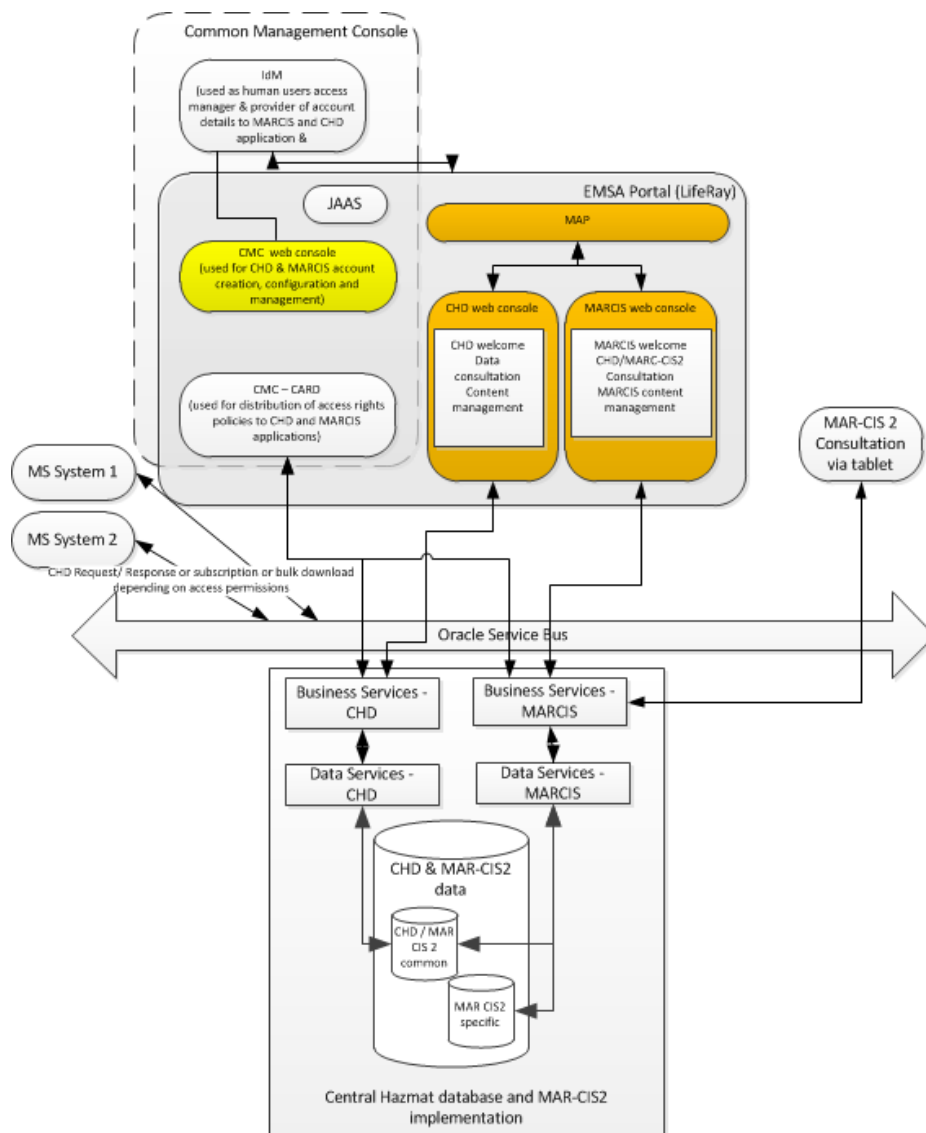 Common Management Console
IdM
(used as human users access
manager & provider of account
details to MARCIS and CHD
application &
EMSA Portal (LifeRay)
JAAS
MAP
CMC web console
(used for CHD & MARCIS account
creation, configuration and
management)
CHD web console
CHD welcome
Data
consultation
Content
management
MARCIS web console
MARCIS welcome
CHD/MARC-CIS2
Consultation
MARCIS content
management
CMC – CARD
(used for distribution of access rights
policies to CHD and MARCIS
applications)
MAR-CIS 2
Consultation
via tablet
MS System 1
MS System 2
CHD Request/ Response or subscription or bulk download
depending on access permissions
Oracle Service Bus
Business Services -
CHD
Business Services -
MARCIS
Data Services -
CHD
Data Services -
MARCIS
CHD & MAR-CIS2
data
CHD / MAR
CIS 2
common
MAR CIS2
specific
Central Hazmat database and MAR-CIS2
implementation